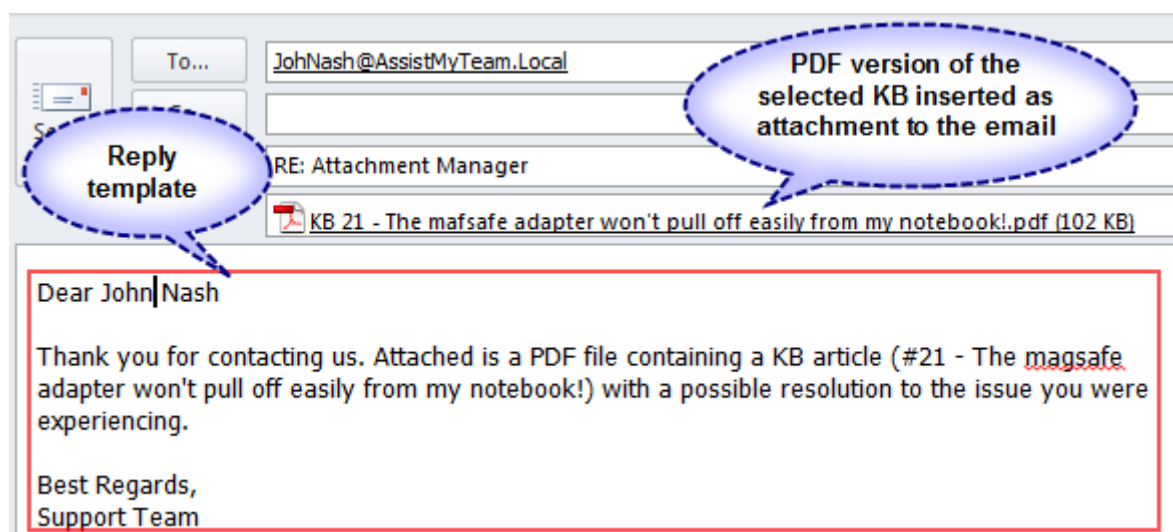 To...
JohNash@AssistMyTeam.Local
PDF version of the
selected KB inserted as
attachment to the email
Reply
template
RE: Attachment Manager
KB 21 - The mafsafe adapter won't pull off easily from my notebook!.pdf (102 KB)
Dear John Nash
Thank you for contacting us. Attached is a PDF file containing a KB article (#21 - The magsafe
adapter won't pull off easily from my notebook!) with a possible resolution to the issue you were
experiencing.
Best Regards,
Support Team